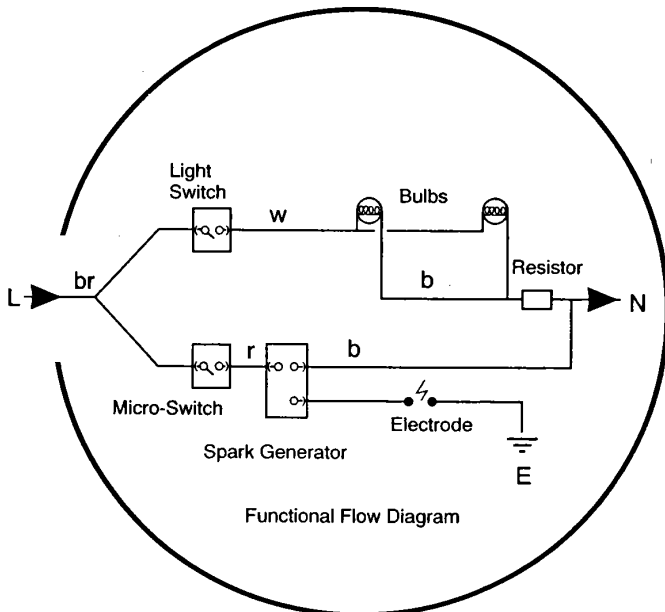 Light
Switch
w
Bulbs
br
b
Resistor
L
N
r
b
Micro-Switch
Electrode
Spark Generator
E
Functional Flow Diagram